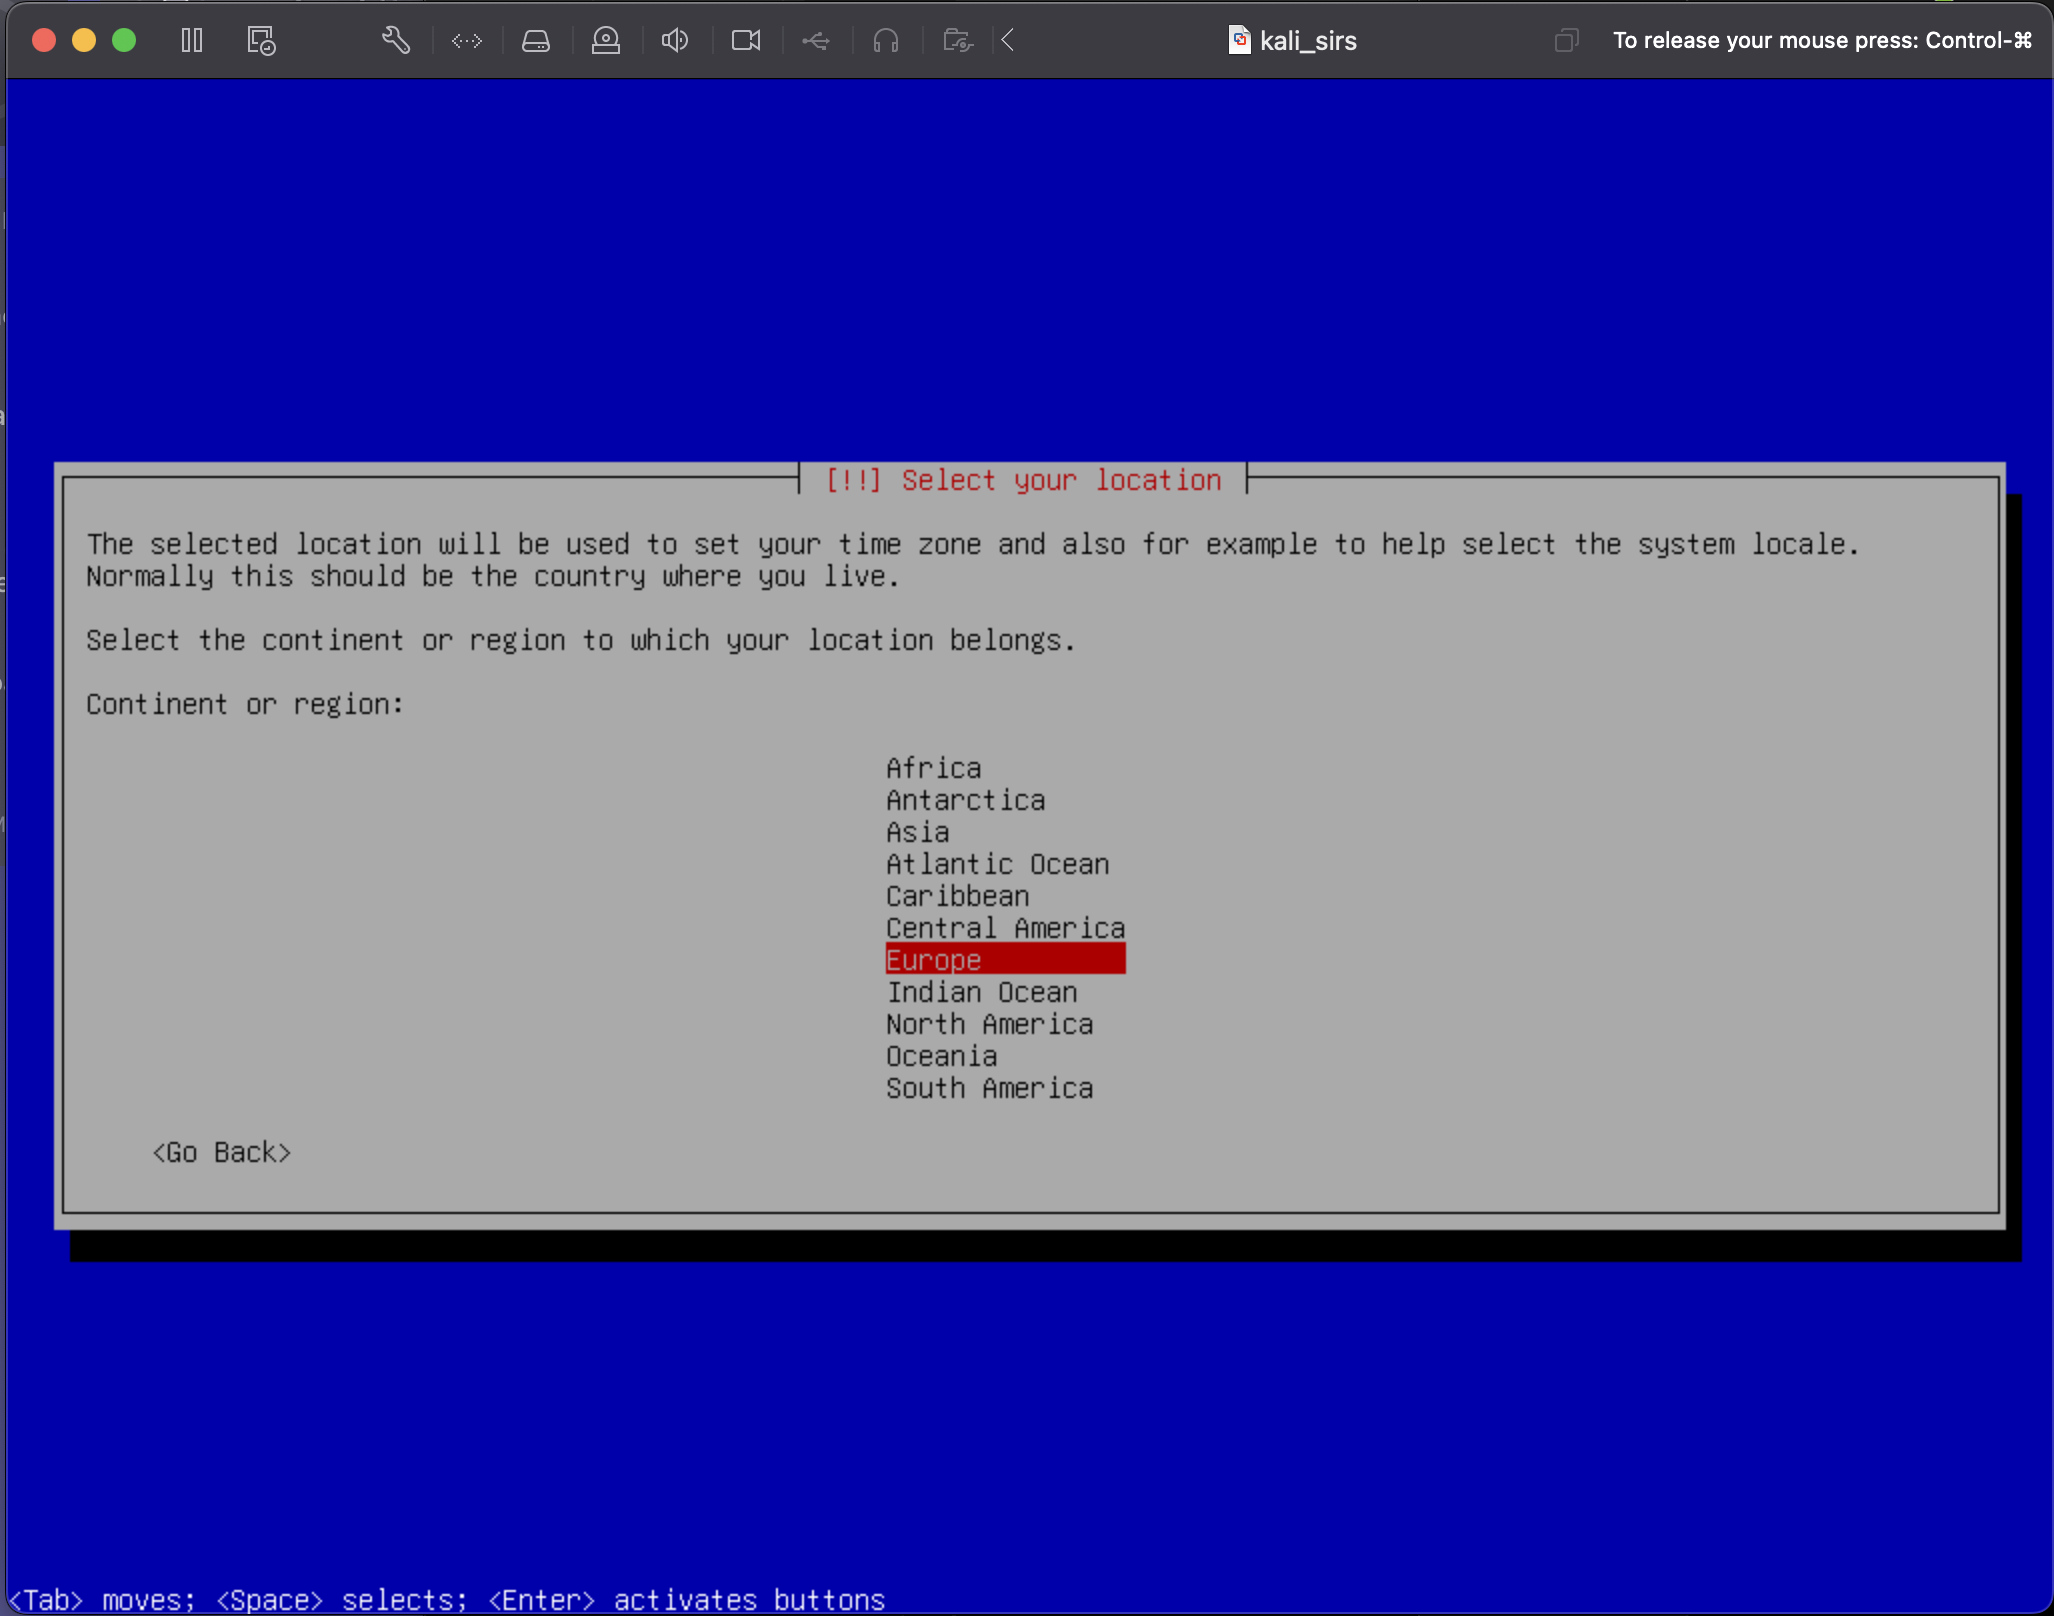 kali_sirs
To release your mouse press: Control-⌘
[!!] Select your location
The selected location will be used to set your time zone and also for example to help select the system locale.
Normally this should be the country where you live.
Select the continent or region to which your location belongs.
Continent or region:
Africa
Antarctica
Asia
Atlantic Ocean
Caribbean
Central America
Europe
Indian Ocean
North America
Oceania
South America
<Go Back>
<Tab> moves; <Space> selects; <Enter> activates buttons